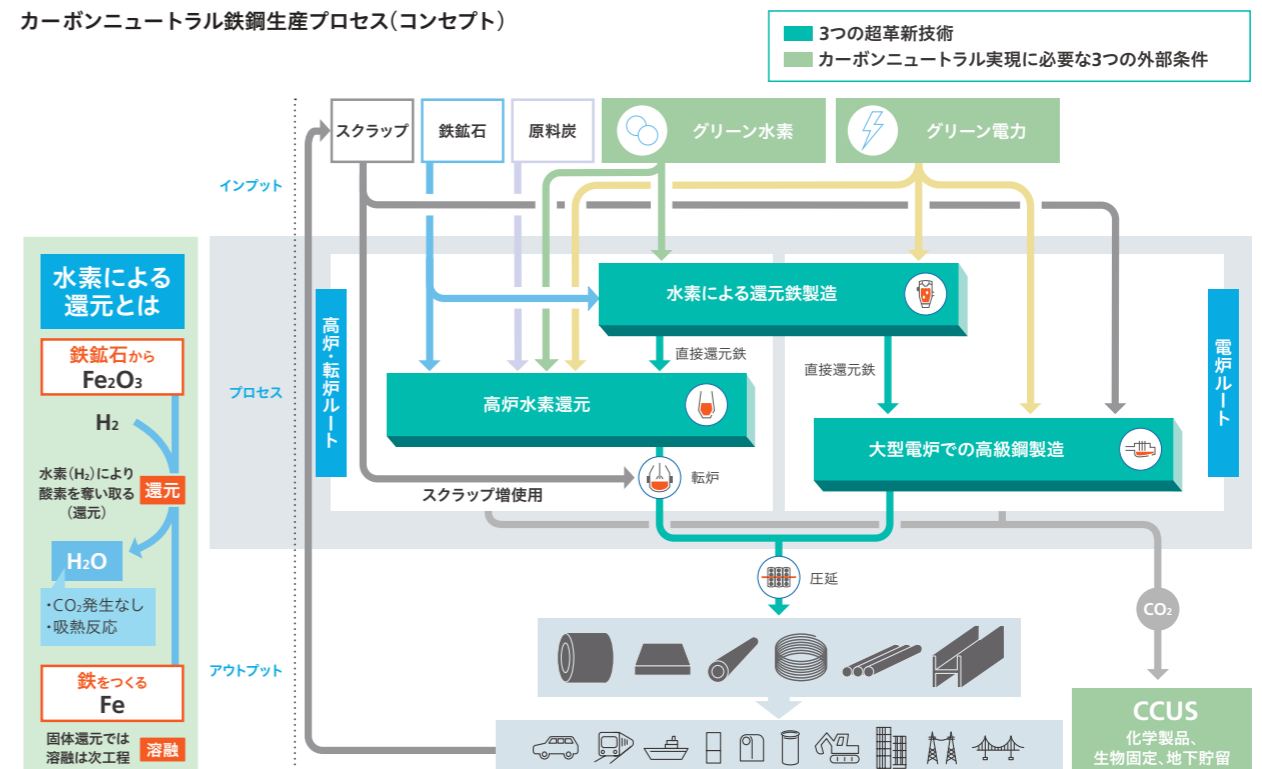 カーボンニュートラル鉄鋼生産プロセス(コンセプト)
3つの超革新技術
カーボンニュートラル実現に必要な3つの外部条件
スクラップ
鉄鉱石
原料炭
グリーン水素
グリーン電力
インプット
水素による
還元とは
鉄鉱石から
Fe₂O₃
H₂
水素(H₂)により
酸素を奪い取る
(還元)
還元
H₂O
・CO₂発生なし
・吸熱反応
鉄をつくる
Fe
固体還元では
溶融は次工程
溶融
プロセス
高炉・転炉ルート
水素による還元鉄製造
直接還元鉄
直接還元鉄
電炉ルート
高炉水素還元
大型電炉での高級鋼製造
転炉
スクラップ増使用
圧延
CO₂
アウトプット
CCUS
化学製品、
生物固定、地下貯留